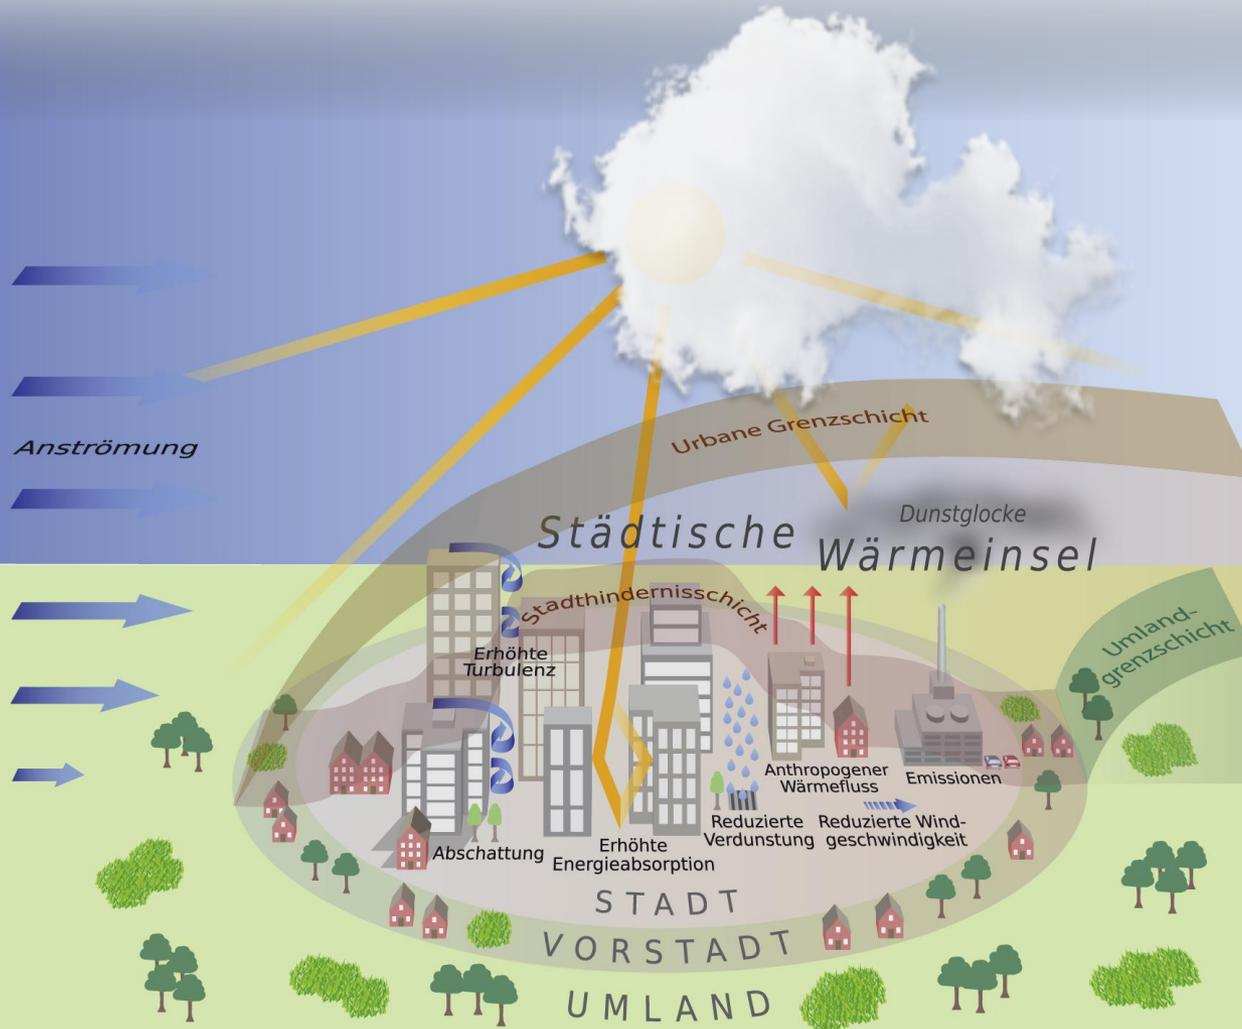 Anströmung
Urbane Grenzschicht
Städtische
Dunstglocke
Wärmeinsel
Stadthindernisschicht
Umland-
grenzschicht
Erhöhte
Turbulenz
Anthropogener
Wärmefluss
Emissionen
Abschattung
Erhöhte
Energieabsorption
Reduzierte
Verdunstung
Reduzierte Wind-
geschwindigkeit
STADT
VORSTADT
UMLAND